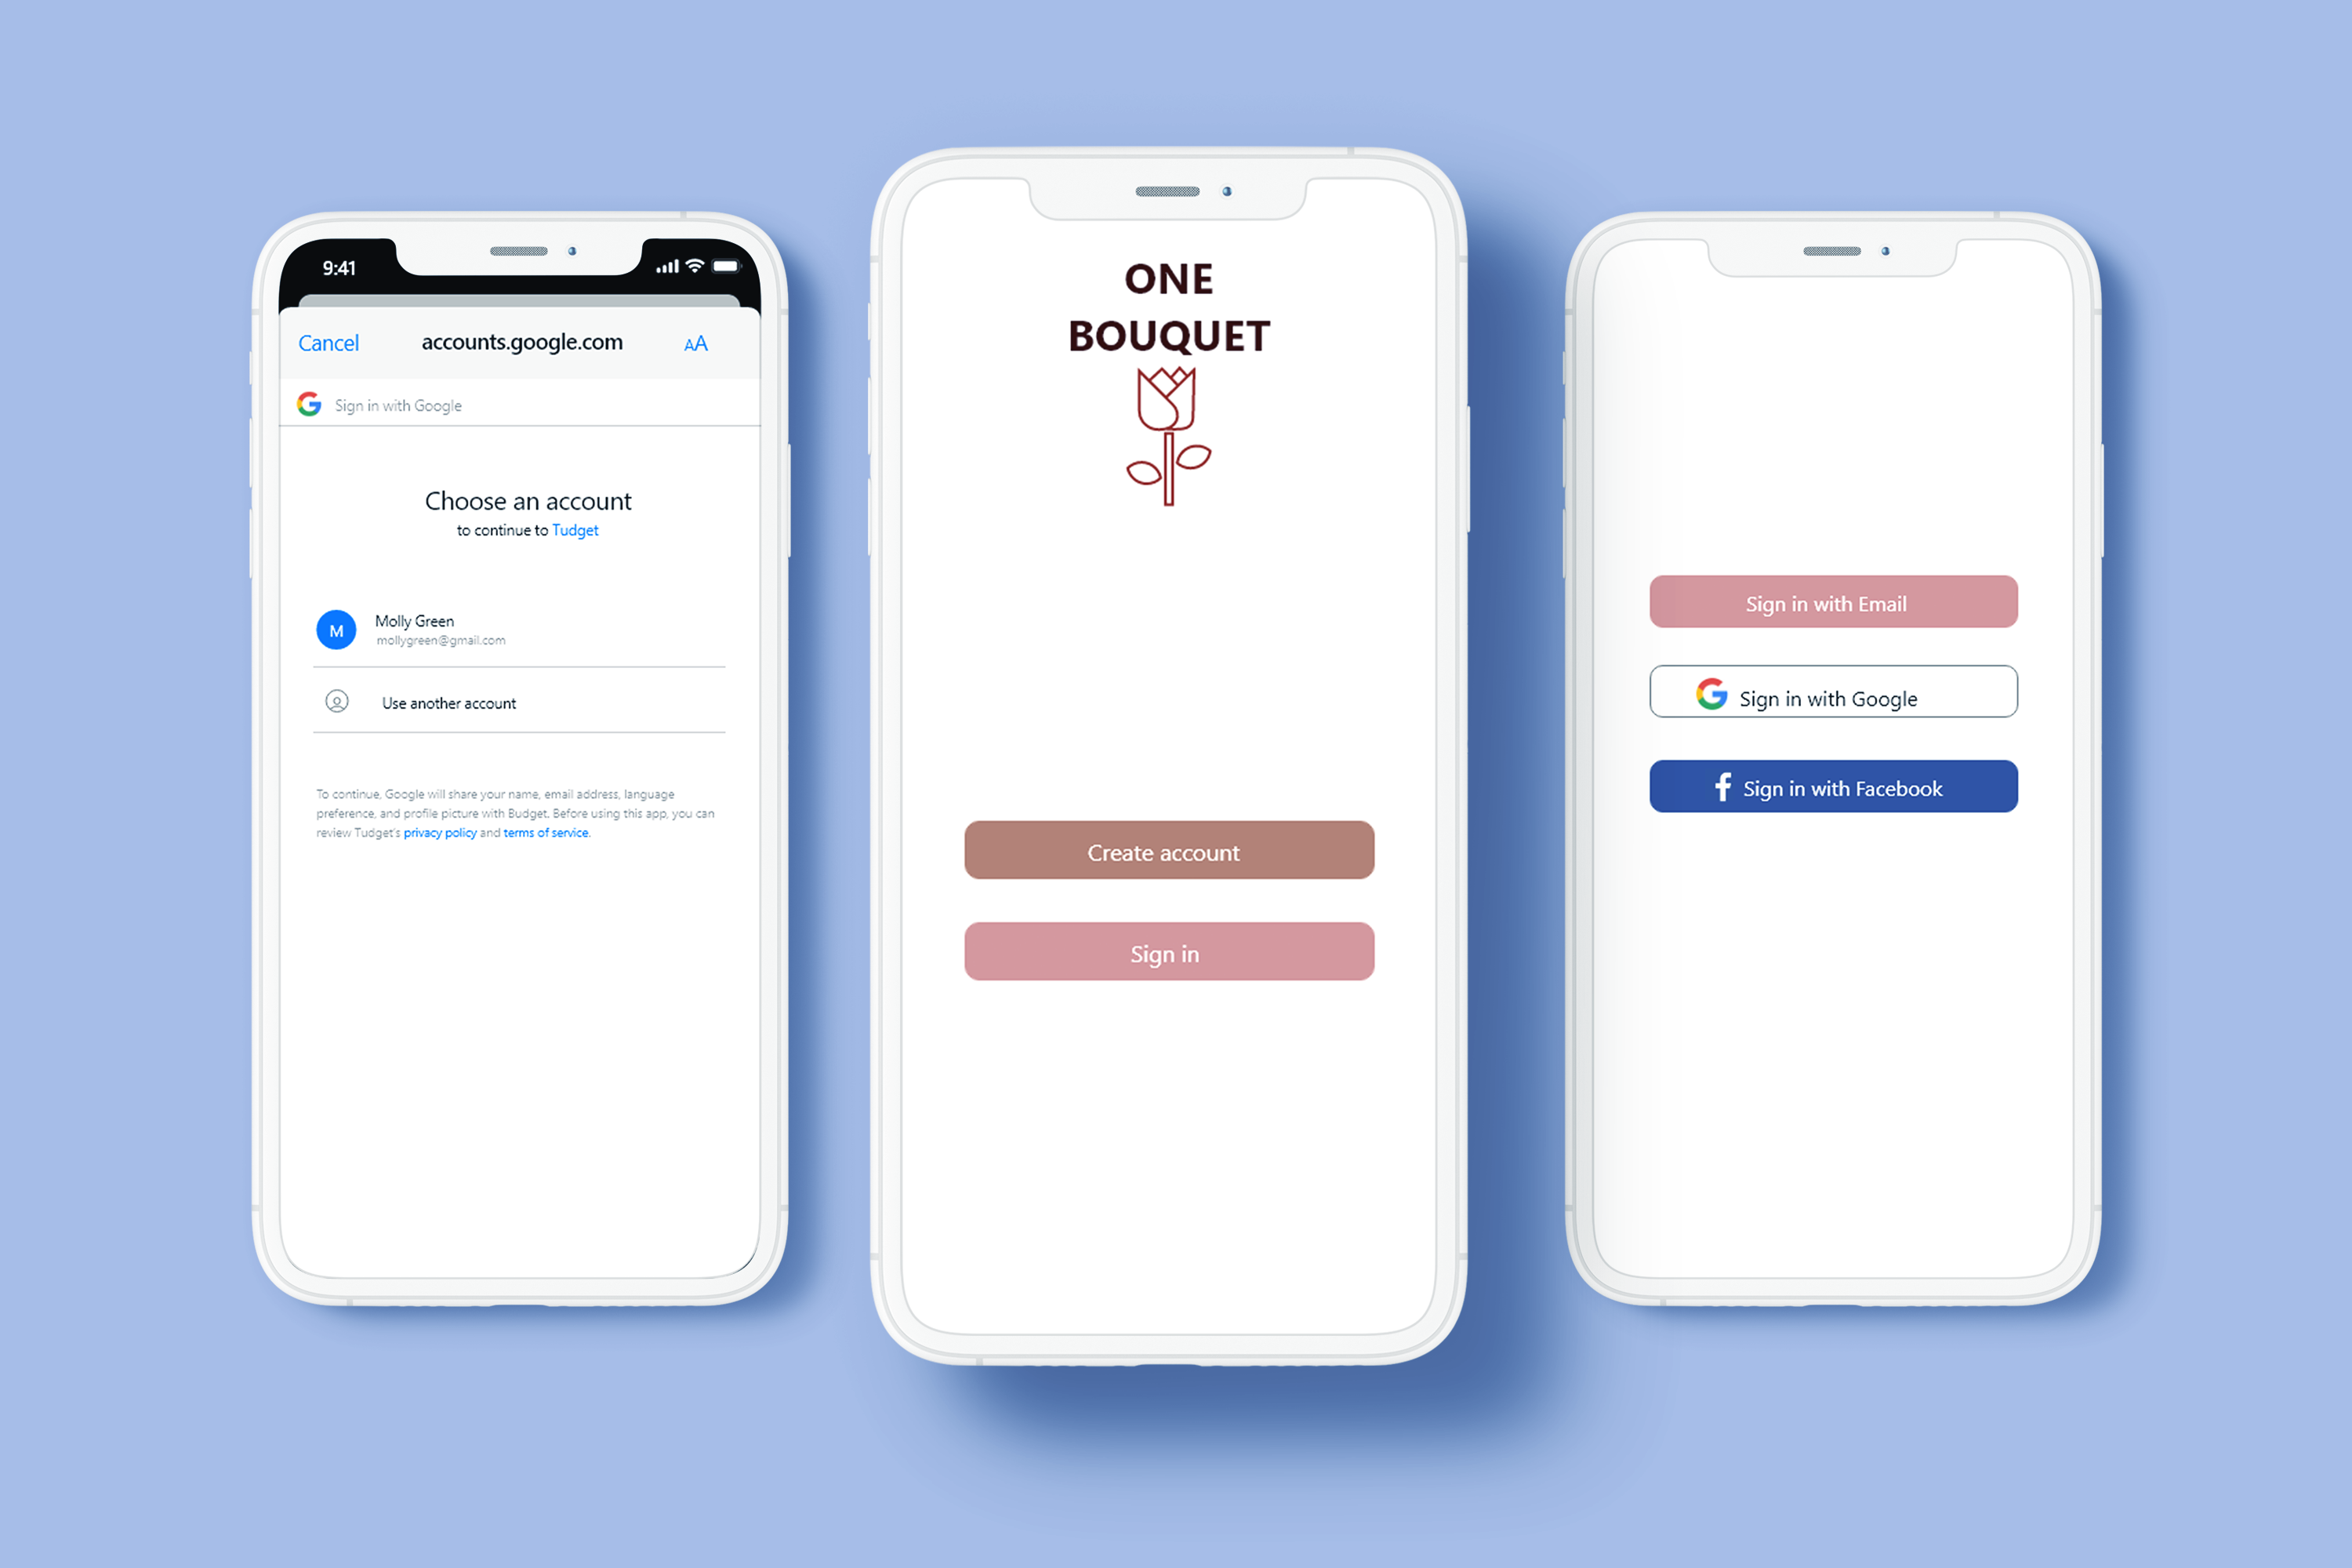 9:41
Cancel accounts.google.com AA
Sign in with Google
Choose an account
to continue to Tudget
M
Molly Green
mollygreen@gmail.com
Use another account
To continue, Google will share your name, email address, language
preference, and profile picture with Budget. Before using this app, you can
review Tudget's privacy policy and terms of service.
ONE
BOUQUET
Create account
Sign in
Sign in with Email
Sign in with Google
Sign in with Facebook